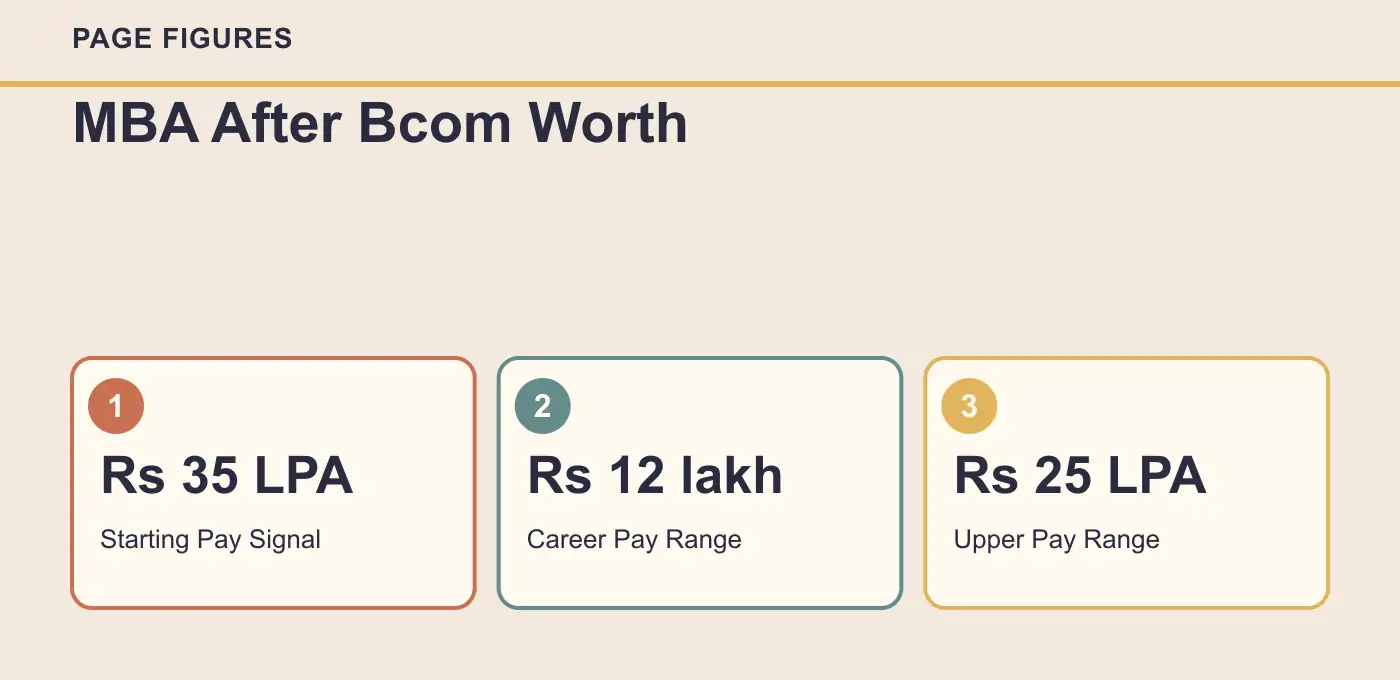 PAGE FIGURES
MBA After Bcom Worth
1
Rs 35 LPA
Starting Pay Signal
2
Rs 12 lakh
Career Pay Range
3
Rs 25 LPA
Upper Pay Range